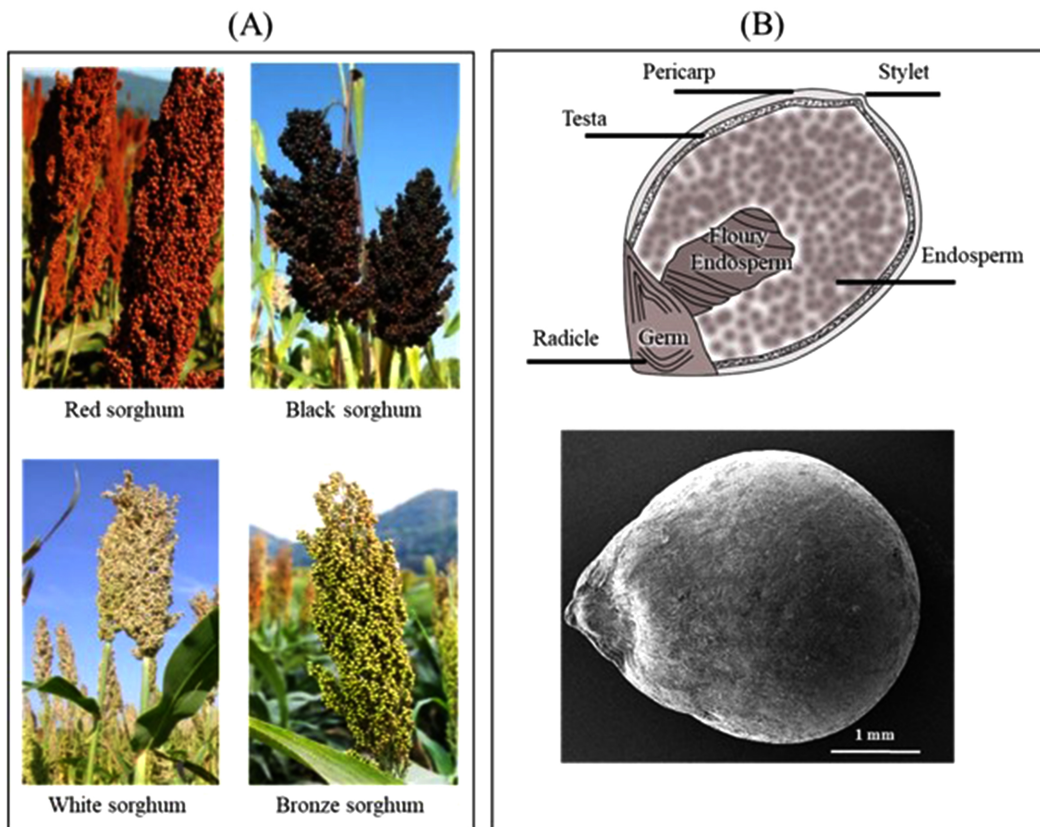 (A)
Red sorghum
Black sorghum
White sorghum
Bronze sorghum
(B)
Pericarp
Stylet
Testa
Floury
Endosperm
Endosperm
Radicle
Germ
1 mm